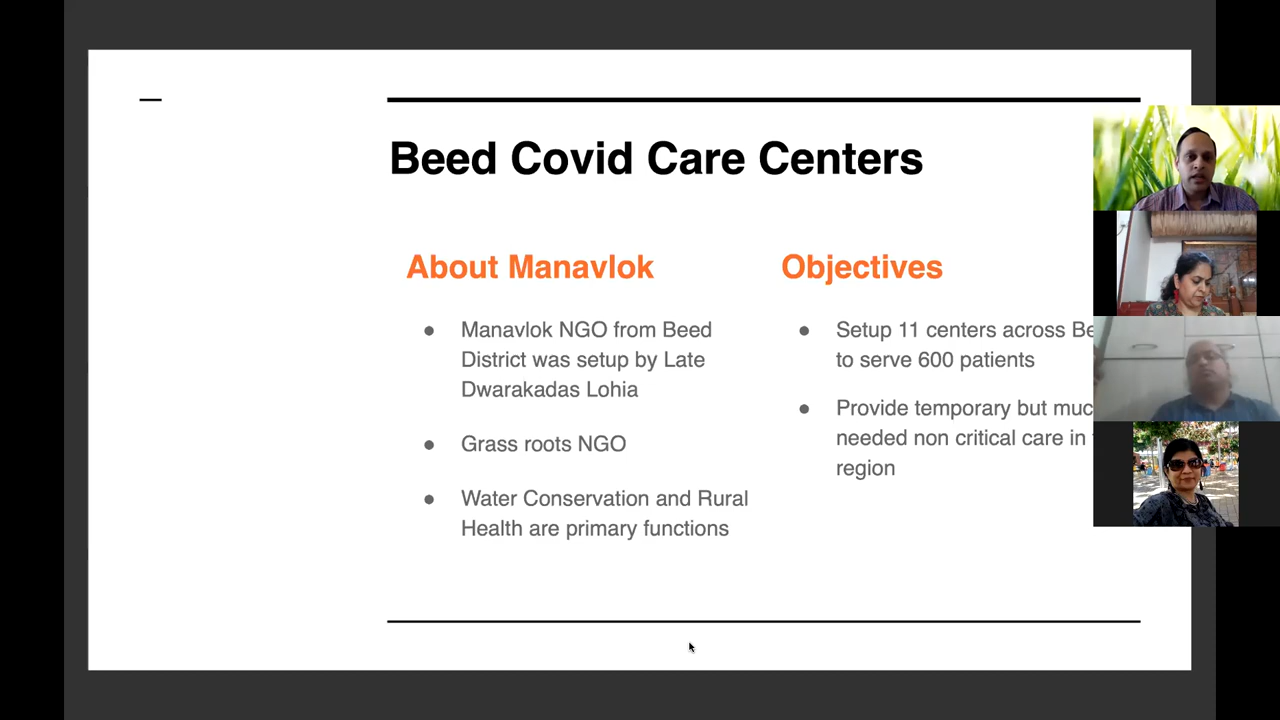 Beed Covid Care Centers
About Manavlok
Manavlok NGO from Beed
District was setup by Late
Dwarakadas Lohia
Grass roots NGO
Water Conservation and Rural
Health are primary functions
Objectives
Setup 11 centers across
to serve 600 patients
Provide temporary but
needed non critical care in
region